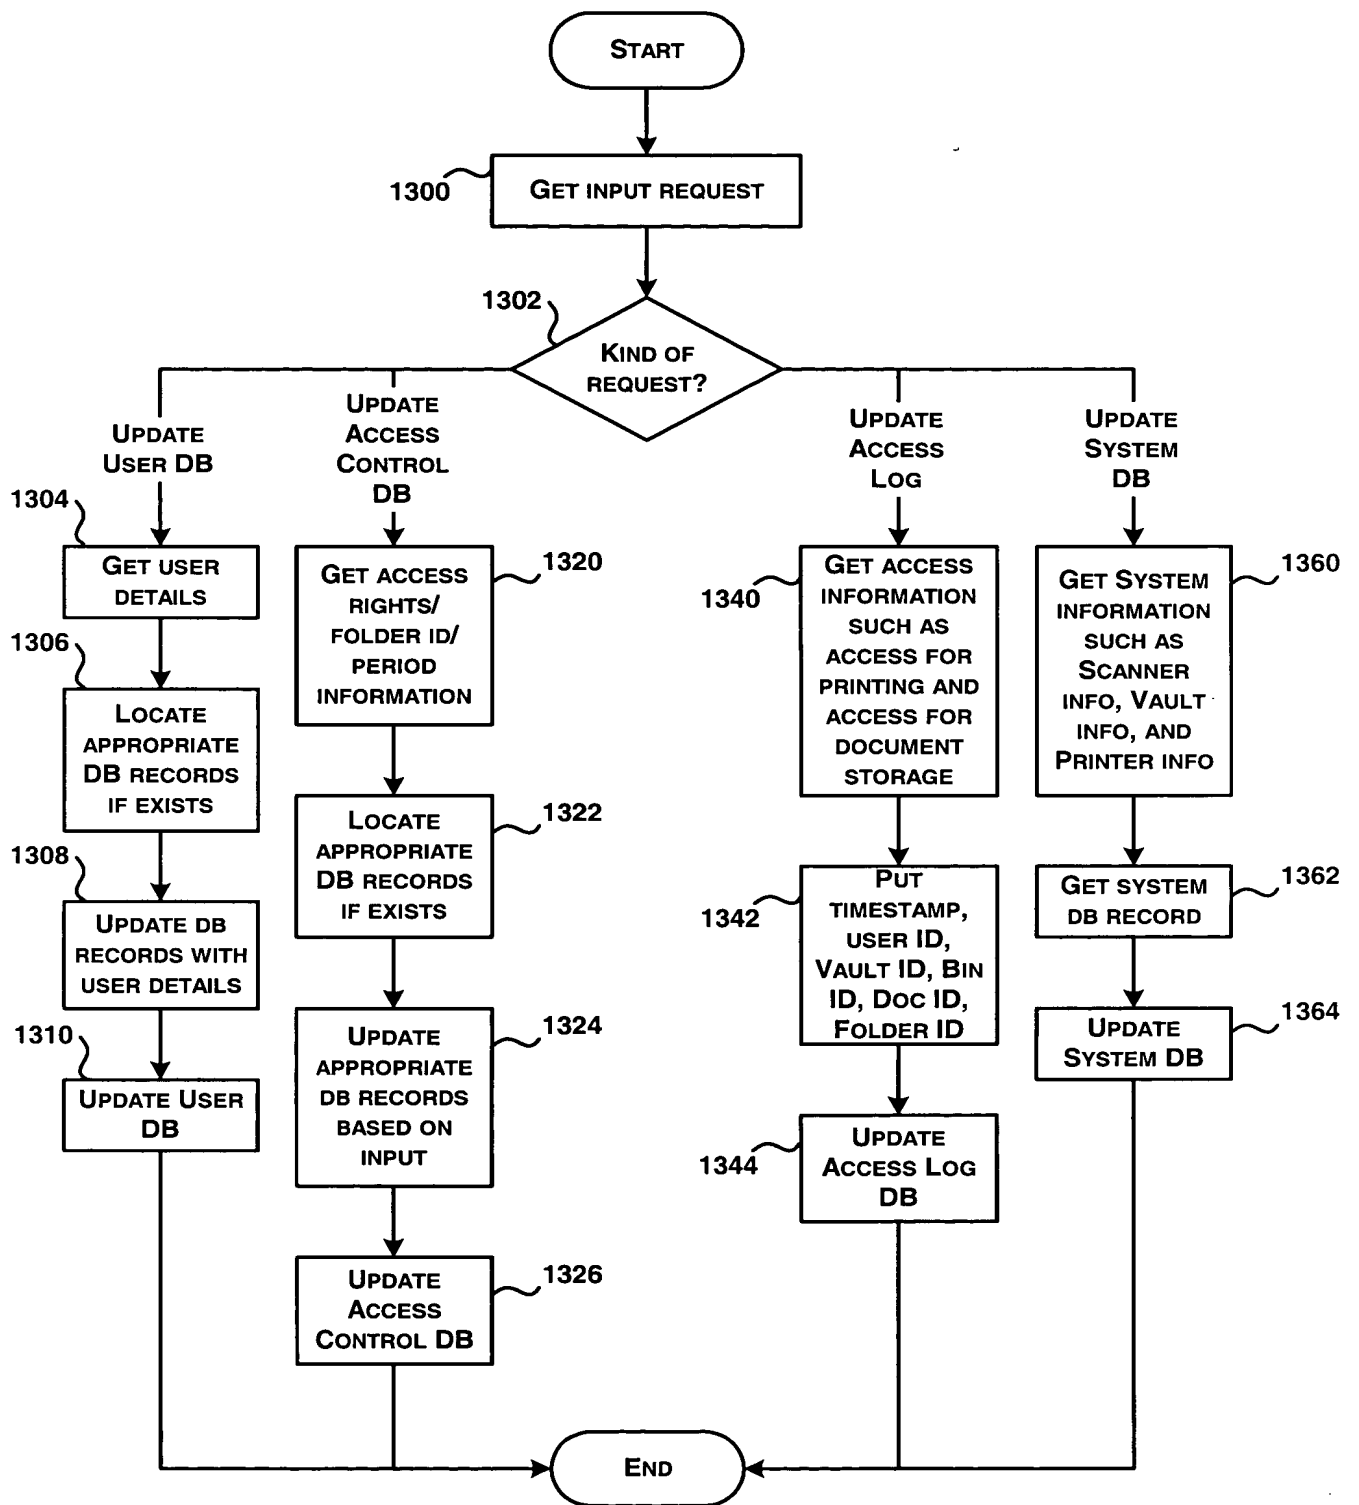 START
1300
GET INPUT REQUEST
1302
KIND OF
REQUEST?
UPDATE
USER DB
UPDATE
ACCESS
CONTROL
DB
UPDATE
ACCESS
LOG
UPDATE
SYSTEM
DB
1304
GET USER
DETAILS
1306
LOCATE
APPROPRIATE
DB RECORDS
IF EXISTS
1308
UPDATE DB
RECORDS WITH
USER DETAILS
1310
UPDATE USER
DB
1320
GET ACCESS
RIGHTS/
FOLDER ID/
PERIOD
INFORMATION
1322
LOCATE
APPROPRIATE
DB RECORDS
IF EXISTS
1324
UPDATE
APPROPRIATE
DB RECORDS
BASED ON
INPUT
1326
UPDATE
ACCESS
CONTROL DB
1340
GET ACCESS
INFORMATION
SUCH AS
ACCESS FOR
PRINTING AND
ACCESS FOR
DOCUMENT
STORAGE
1342
PUT
TIMESTAMP,
USER ID,
VAULT ID, BIN
ID, DOC ID,
FOLDER ID
1344
UPDATE
ACCESS LOG
DB
1360
GET SYSTEM
INFORMATION
SUCH AS
SCANNER
INFO, VAULT
INFO, AND
PRINTER INFO
1362
GET SYSTEM
DB RECORD
1364
UPDATE
SYSTEM DB
END